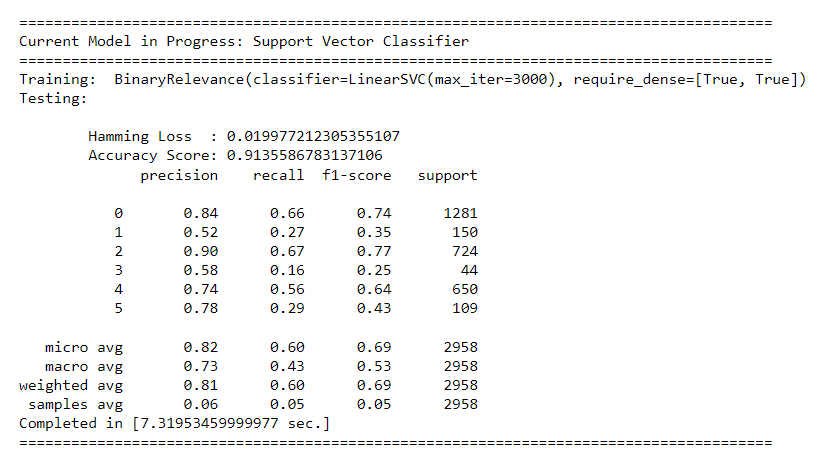 =======================================================================================
Current Model in Progress: Support Vector Classifier
=======================================================================================
Training:  BinaryRelevance(classifier=LinearSVC(max_iter=3000), require_dense=[True, True])
Testing:
Hamming Loss  : 0.019977212305355107
Accuracy Score: 0.9135586783137106
precision    recall  f1-score   support
0       0.84      0.66      0.74      1281
1       0.52      0.27      0.35       150
2       0.90      0.67      0.77       724
3       0.58      0.16      0.25        44
4       0.74      0.56      0.64       650
5       0.78      0.29      0.43       109
micro avg       0.82      0.60      0.69      2958
macro avg       0.73      0.43      0.53      2958
weighted avg       0.81      0.60      0.69      2958
samples avg       0.06      0.05      0.05      2958
Completed in [7.31953459999977 sec.]
=======================================================================================